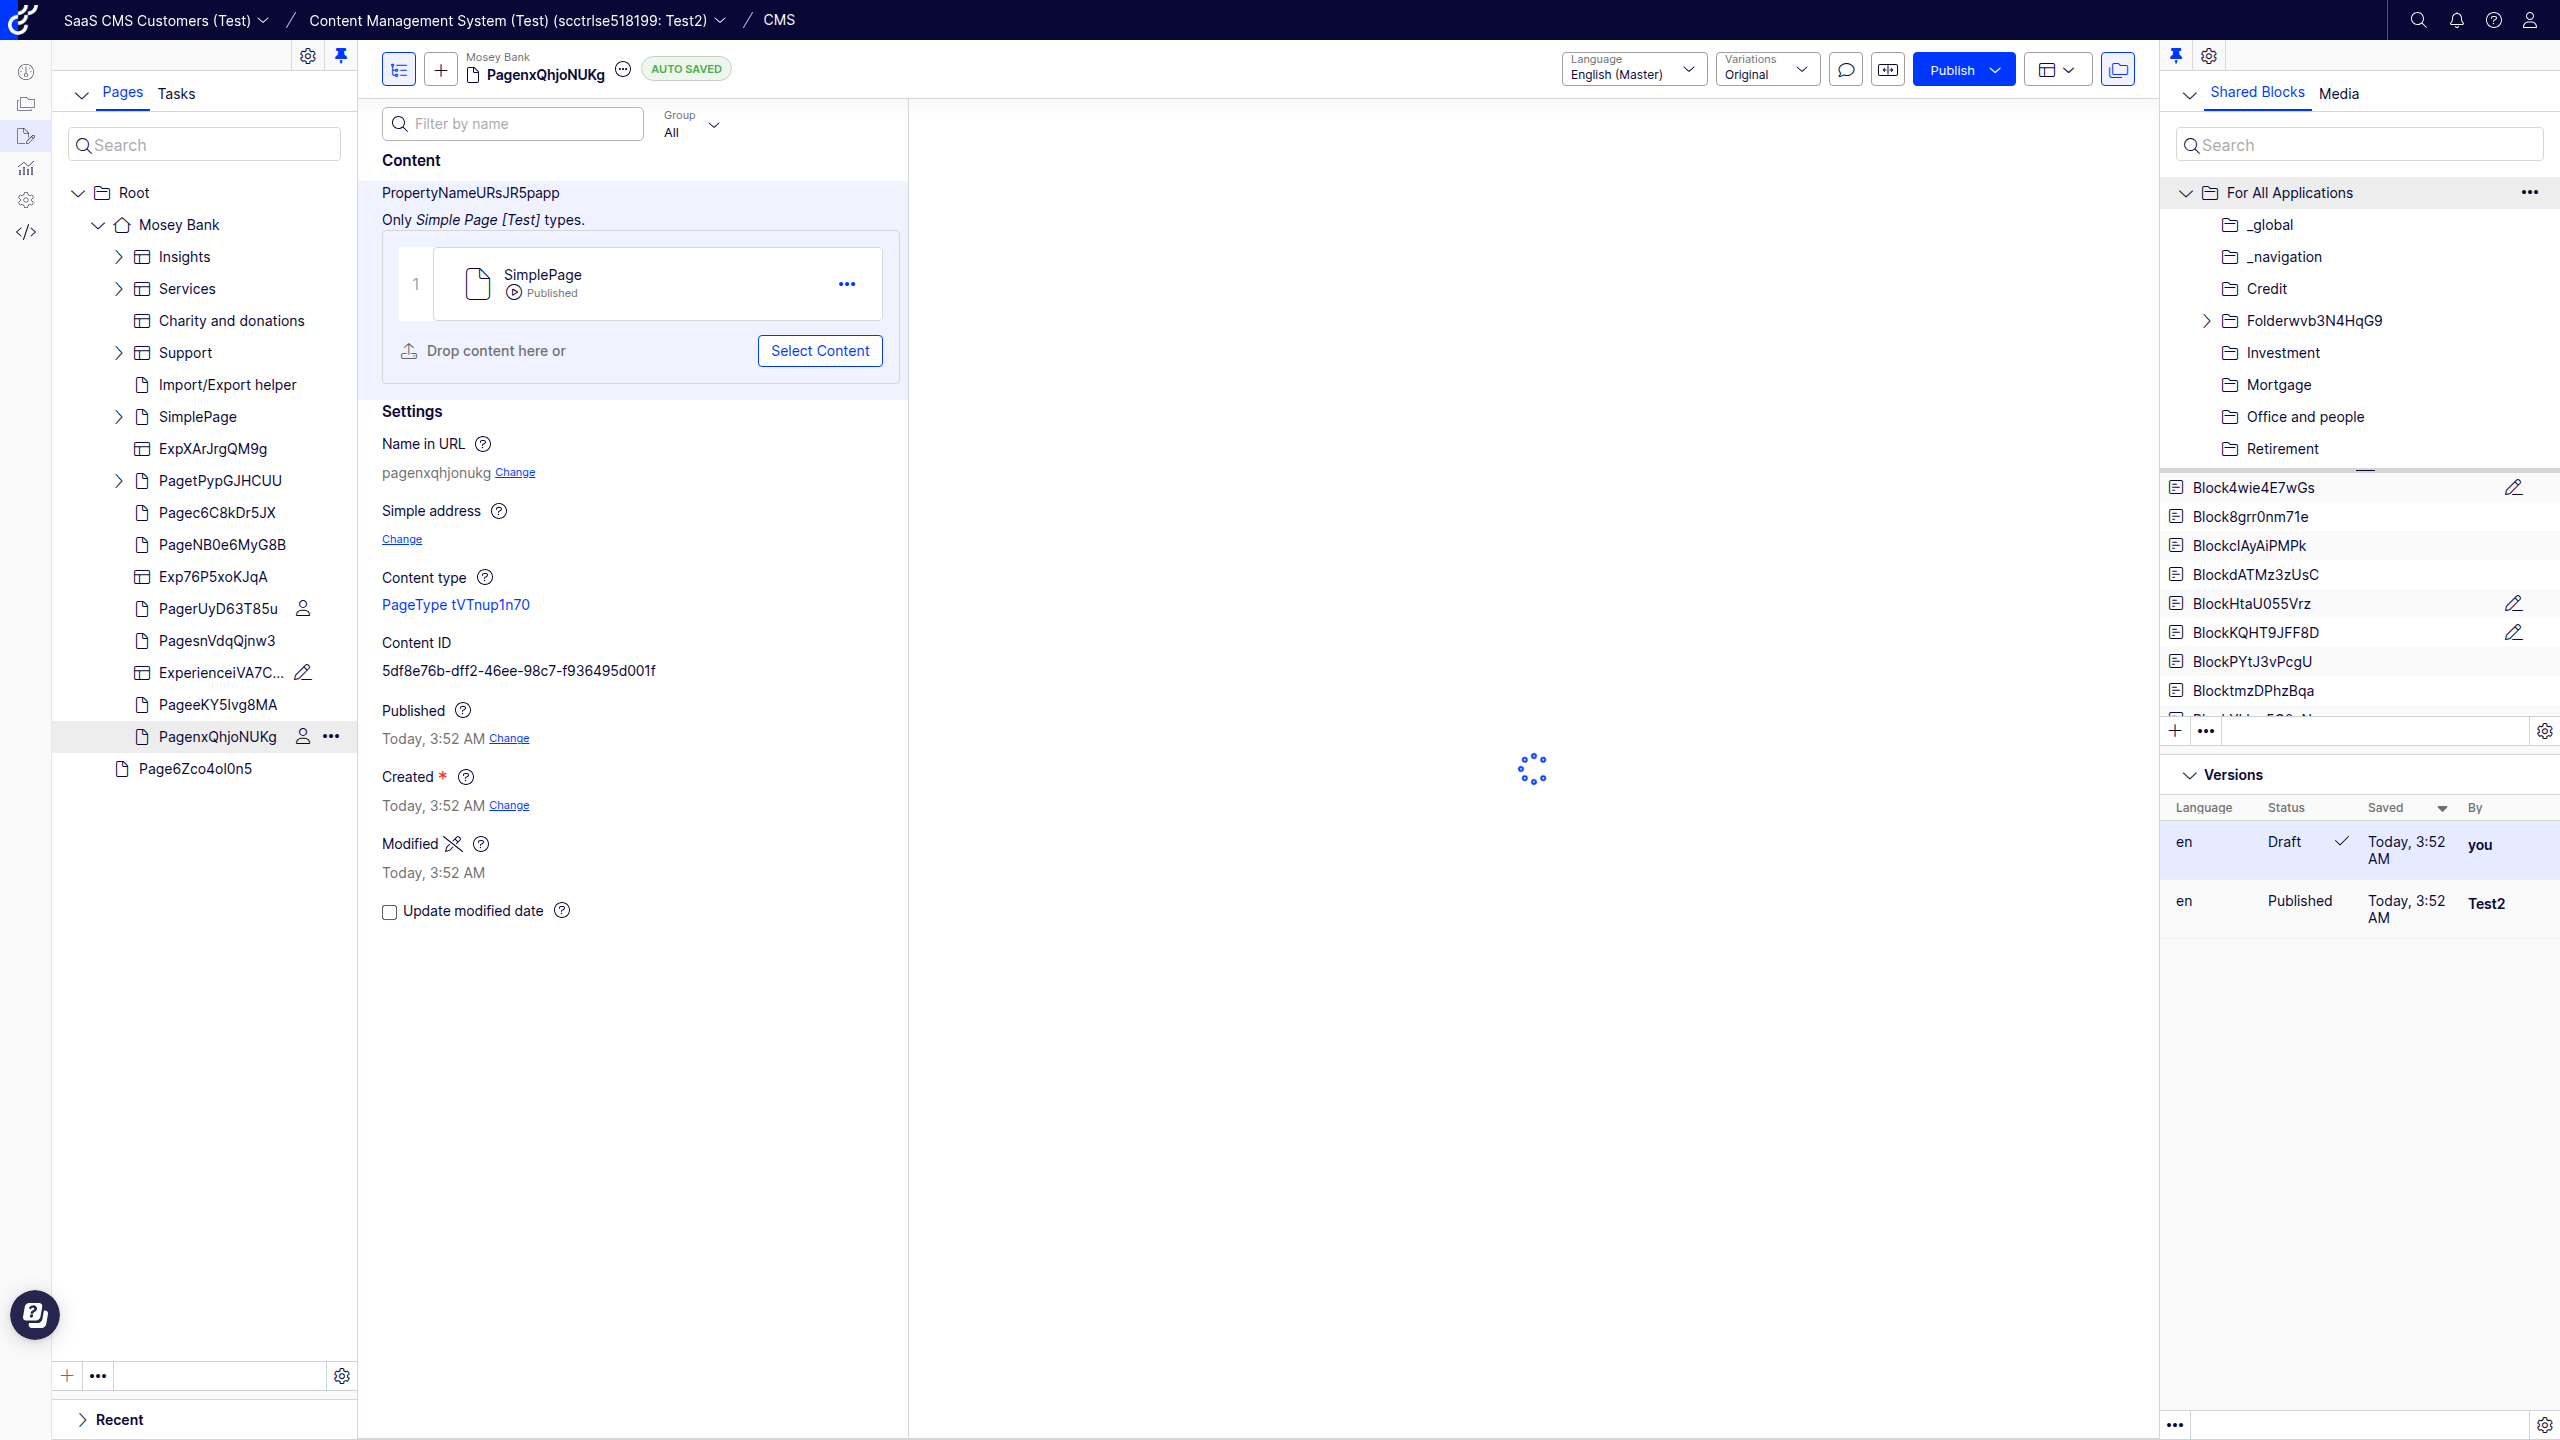 SaaS CMS Customers (Test)
Content Management System (Test) (scctrlse518199: Test2)
CMS
Pages
Tasks
Search
Root
Mosey Bank
Insights
Services
Charity and donations
Support
Import/Export helper
SimplePage
ExpXArJrgQM9g
PagetPypGJHCUU
Pagec6C8kDr5JX
PageNB0e6MyG8B
Exp76P5xoKJqA
PagerUyD63T85u
PagesnVdqQjnw3
ExperienceiVA7C...
PageeKY5lvg8MA
PagenxQhjoNUKg
Page6Zco4ol0n5
Recent
Mosey Bank
PagenxQhjoNUKg
AUTO SAVED
Language
English (Master)
Variations
Original
Publish
Filter by name
Group
All
Content
PropertyNameURsJR5papp
Only Simple Page [Test] types.
1
SimplePage
Published
Drop content here or
Select Content
Settings
Name in URL
pagenxqhjonukg Change
Simple address
Change
Content type
PageType tVTnup1n70
Content ID
5df8e76b-dff2-46ee-98c7-f936495d001f
Published
Today, 3:52 AM Change
Created *
Today, 3:52 AM Change
Modified
Today, 3:52 AM
Update modified date
Shared Blocks
Media
Search
For All Applications
_global
_navigation
Credit
Folderwvb3N4HqG9
Investment
Mortgage
Office and people
Retirement
Block4wie4E7wGs
Block8grr0nm71e
BlockclAyAiPMPk
BlockdATMz3zUsC
BlockHtaU055Vrz
BlockKQHT9JFF8D
BlockPYtJ3vPcgU
BlocktmzDPhzBqa
Versions
Language Status Saved By
en Draft Today, 3:52 AM you
en Published Today, 3:52 AM Test2